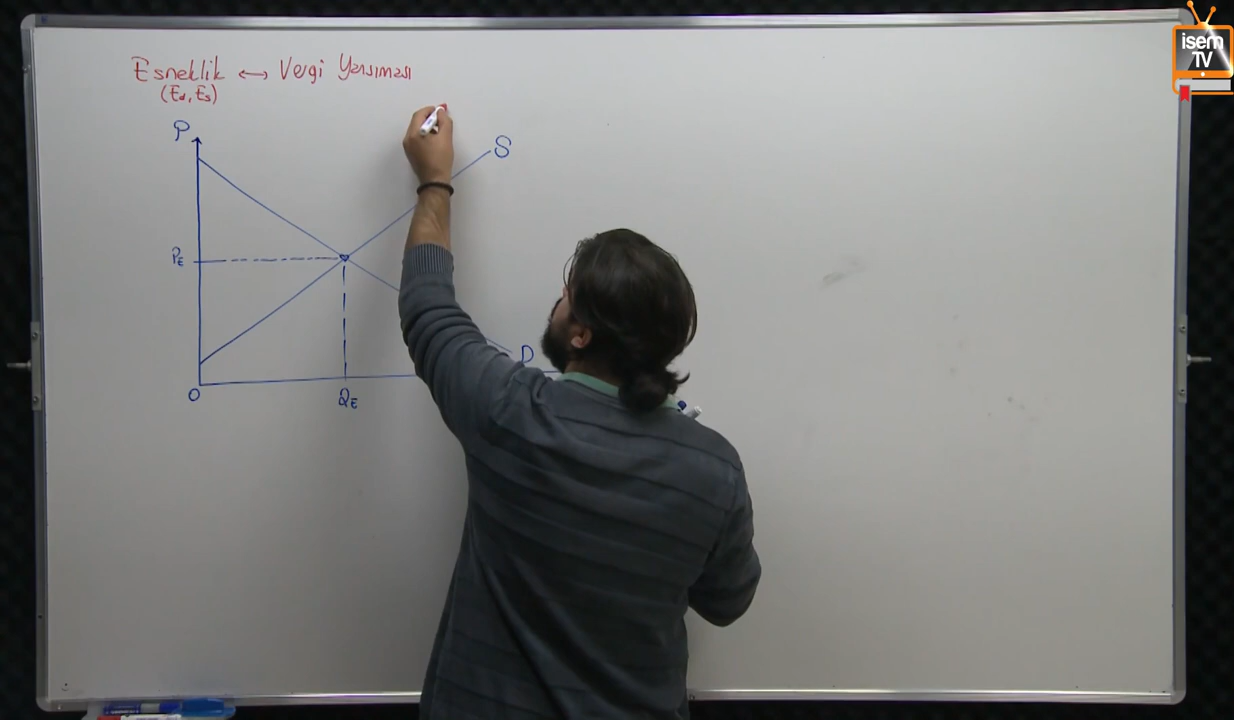 Esneklik ↔ Vergi Yansıması
(Ed, Es)
P
S
PE
D
O
QE
isem
TV